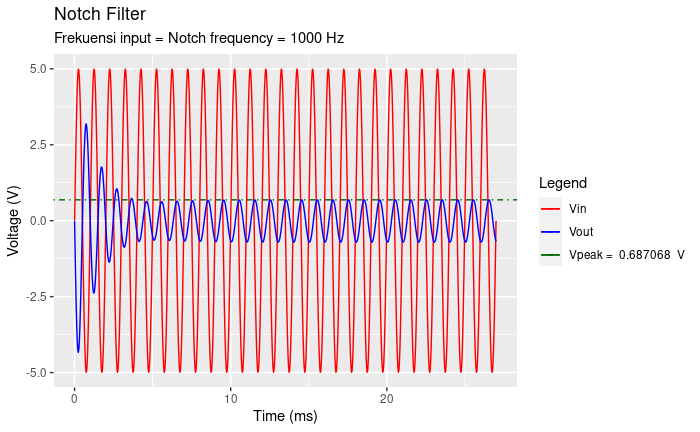 Notch Filter
Frekuensi input = Notch frequency = 1000 Hz
5.0
2.5
0.0
-2.5
-5.0
Voltage (V)
0 10 20
Time (ms)
Legend
Vin
Vout
Vpeak = 0.687068 V